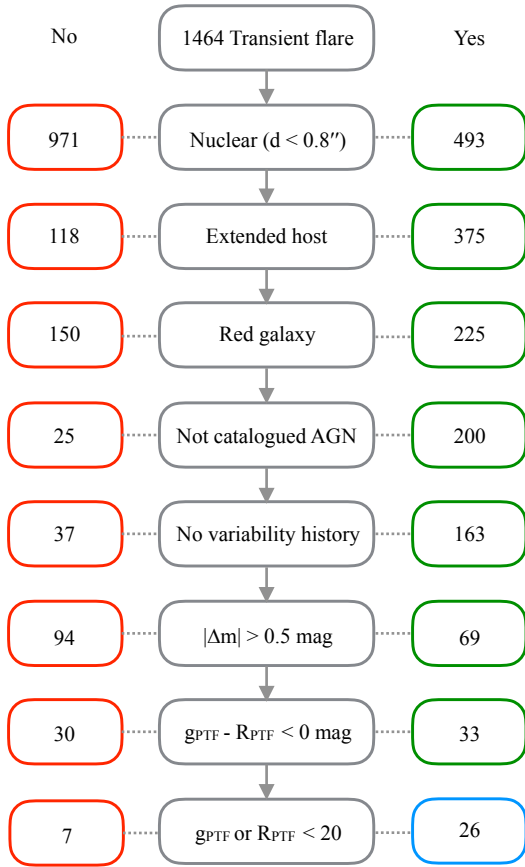 No 1464 Transient flare Yes
971 Nuclear (d < 0.8″) 493
118 Extended host 375
150 Red galaxy 225
25 Not catalogued AGN 200
37 No variability history 163
94 |Δm| > 0.5 mag 69
30 gPTF - RPTF < 0 mag 33
7 gPTF or RPTF < 20 26